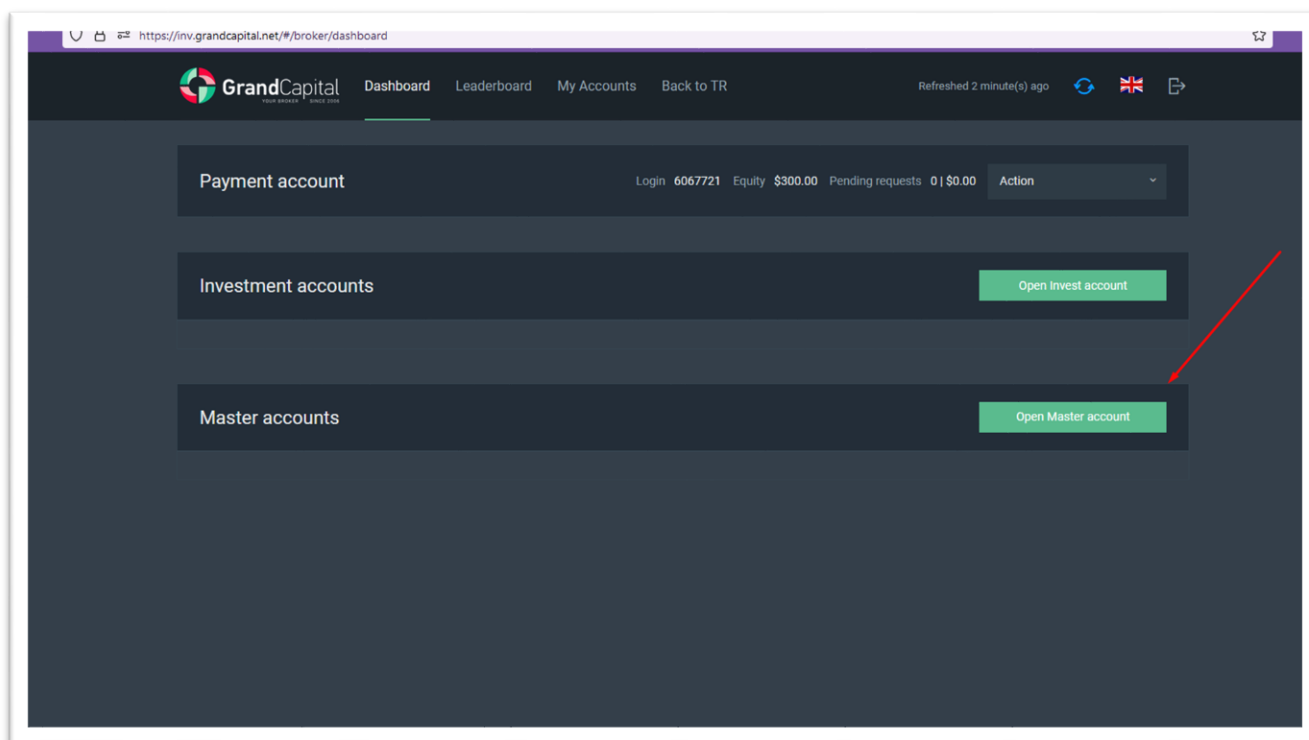 https://inv.grandcapital.net/#/broker/dashboard
GrandCapital Dashboard Leaderboard My Accounts Back to TR Refreshed 2 minute(s) ago
YOUR BROKER SINCE 2006
Payment account Login 6067721 Equity $300.00 Pending requests 0 | $0.00 Action
Investment accounts Open Invest account
Master accounts Open Master account